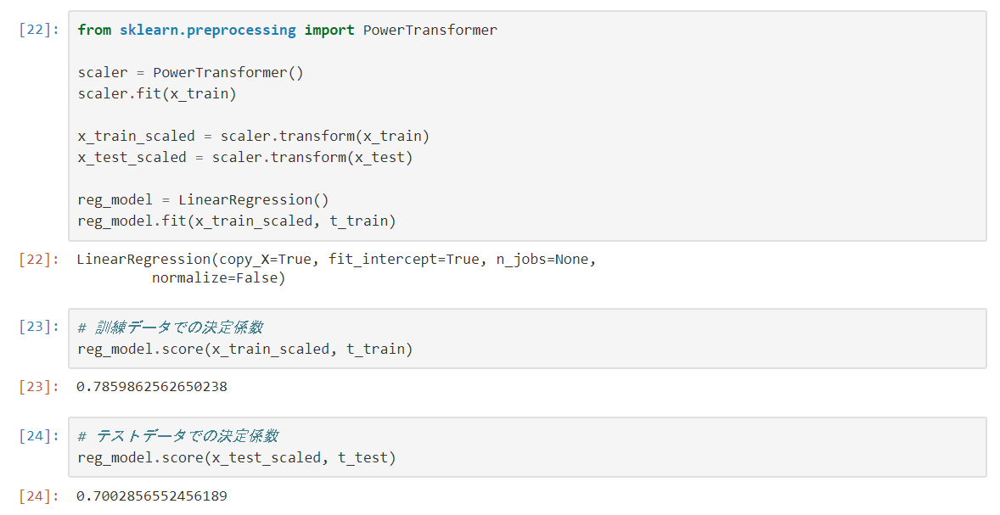 [22]: from sklearn.preprocessing import PowerTransformer
scaler = PowerTransformer()
scaler.fit(x_train)
x_train_scaled = scaler.transform(x_train)
x_test_scaled = scaler.transform(x_test)
reg_model = LinearRegression()
reg_model.fit(x_train_scaled, t_train)
[22]: LinearRegression(copy_X=True, fit_intercept=True, n_jobs=None,
normalize=False)
[23]: # 訓練データでの決定係数
reg_model.score(x_train_scaled, t_train)
[23]: 0.7859862562650238
[24]: # テストデータでの決定係数
reg_model.score(x_test_scaled, t_test)
[24]: 0.7002856552456189